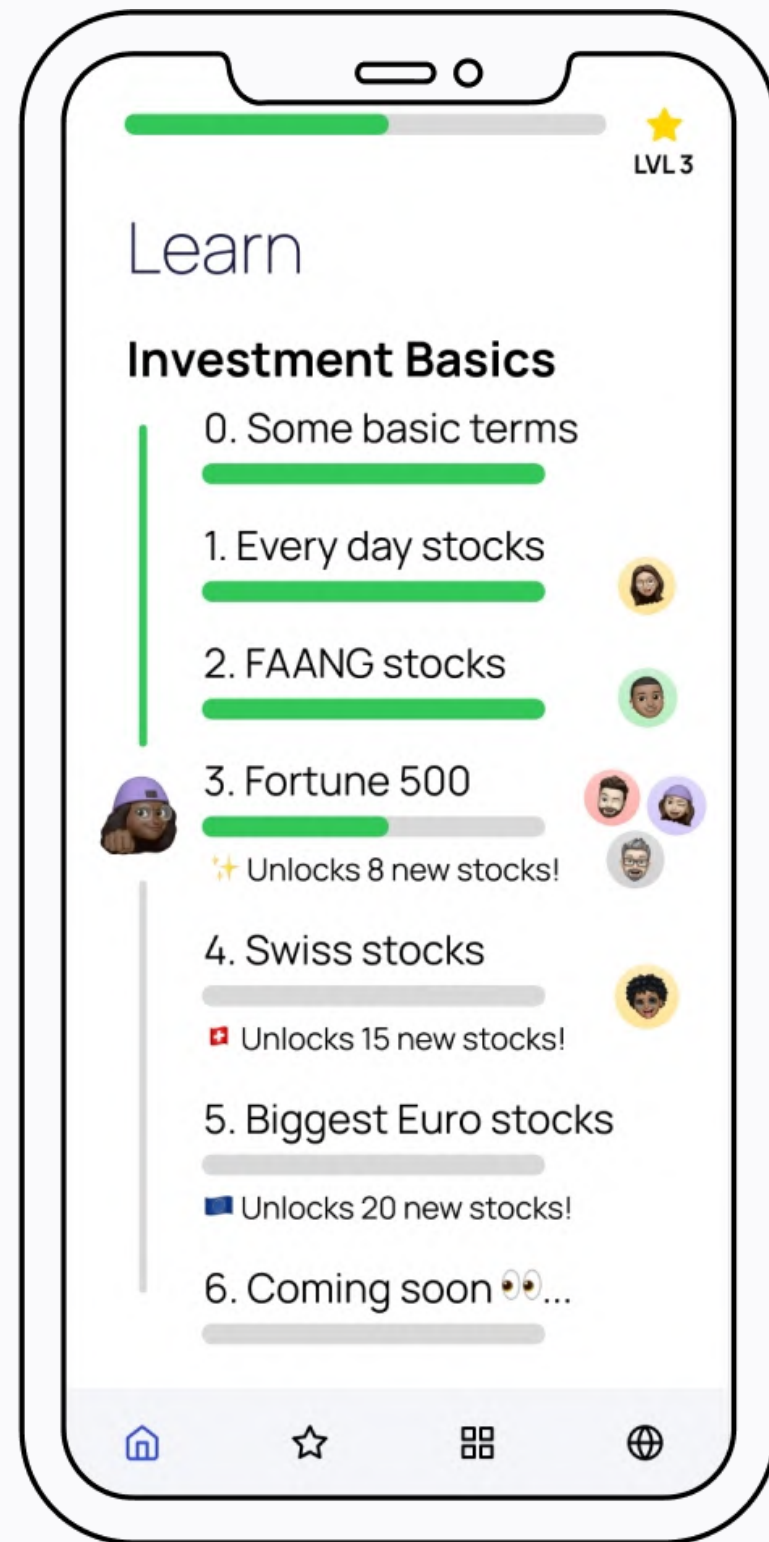 LVL 3
Learn
Investment Basics
0. Some basic terms
1. Every day stocks
2. FAANG stocks
3. Fortune 500
✨ Unlocks 8 new stocks!
4. Swiss stocks
🇨🇭 Unlocks 15 new stocks!
5. Biggest Euro stocks
🇪🇺 Unlocks 20 new stocks!
6. Coming soon 👀...